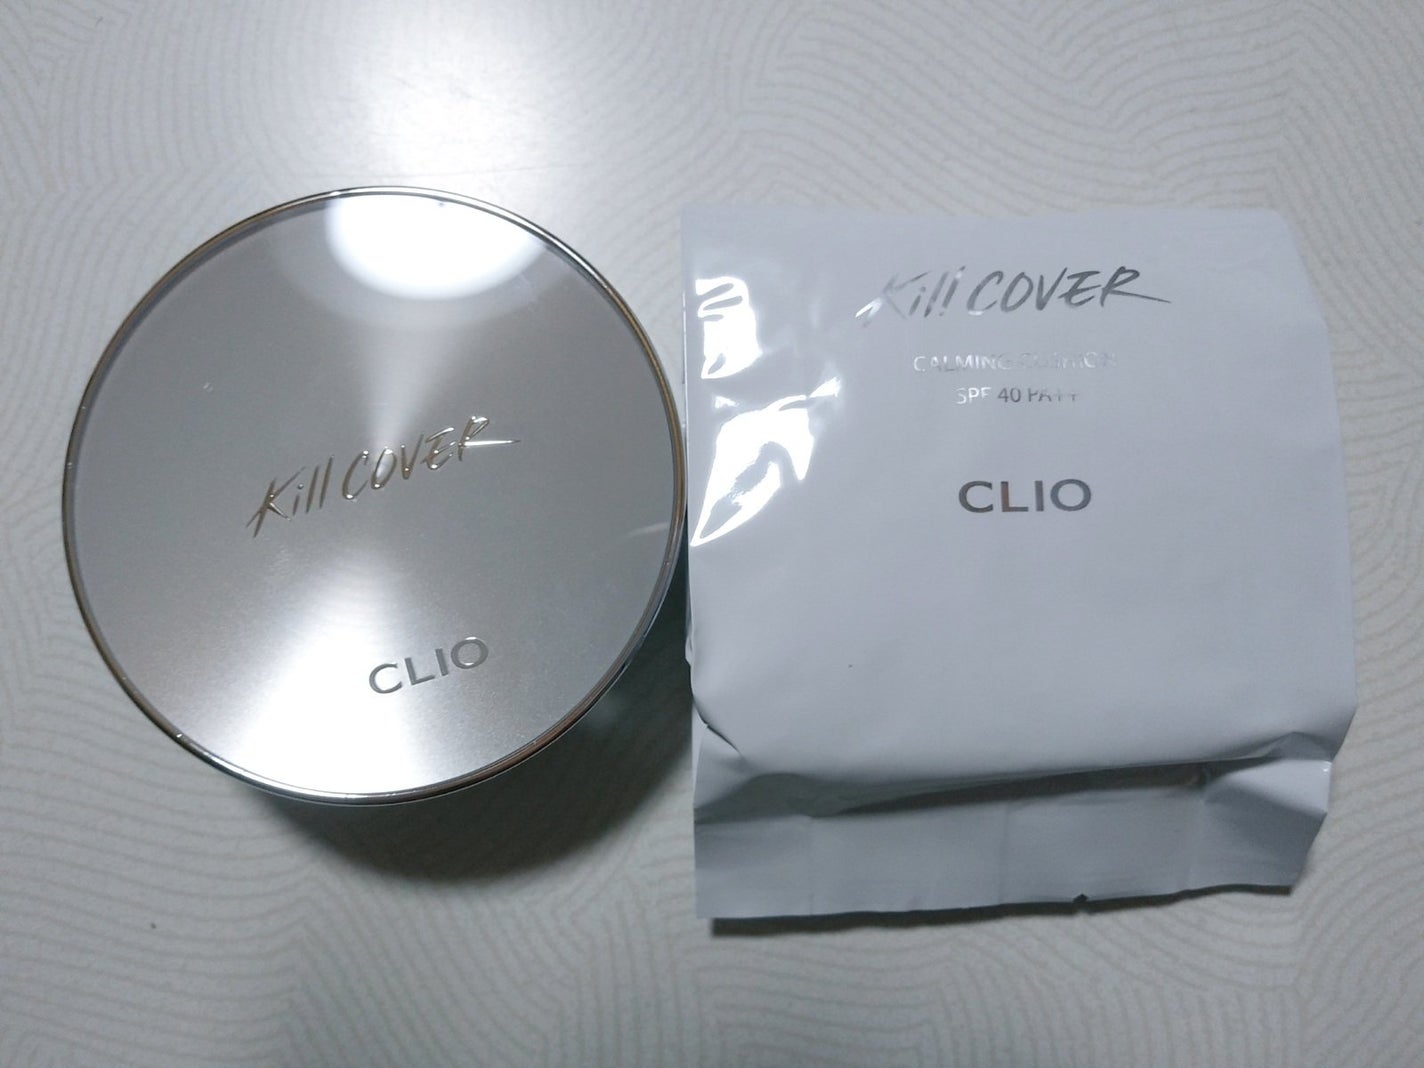 Kill COVER
CLIO
Kill COVER
CALMING CUSHION
SPF 40 PA++
CLIO